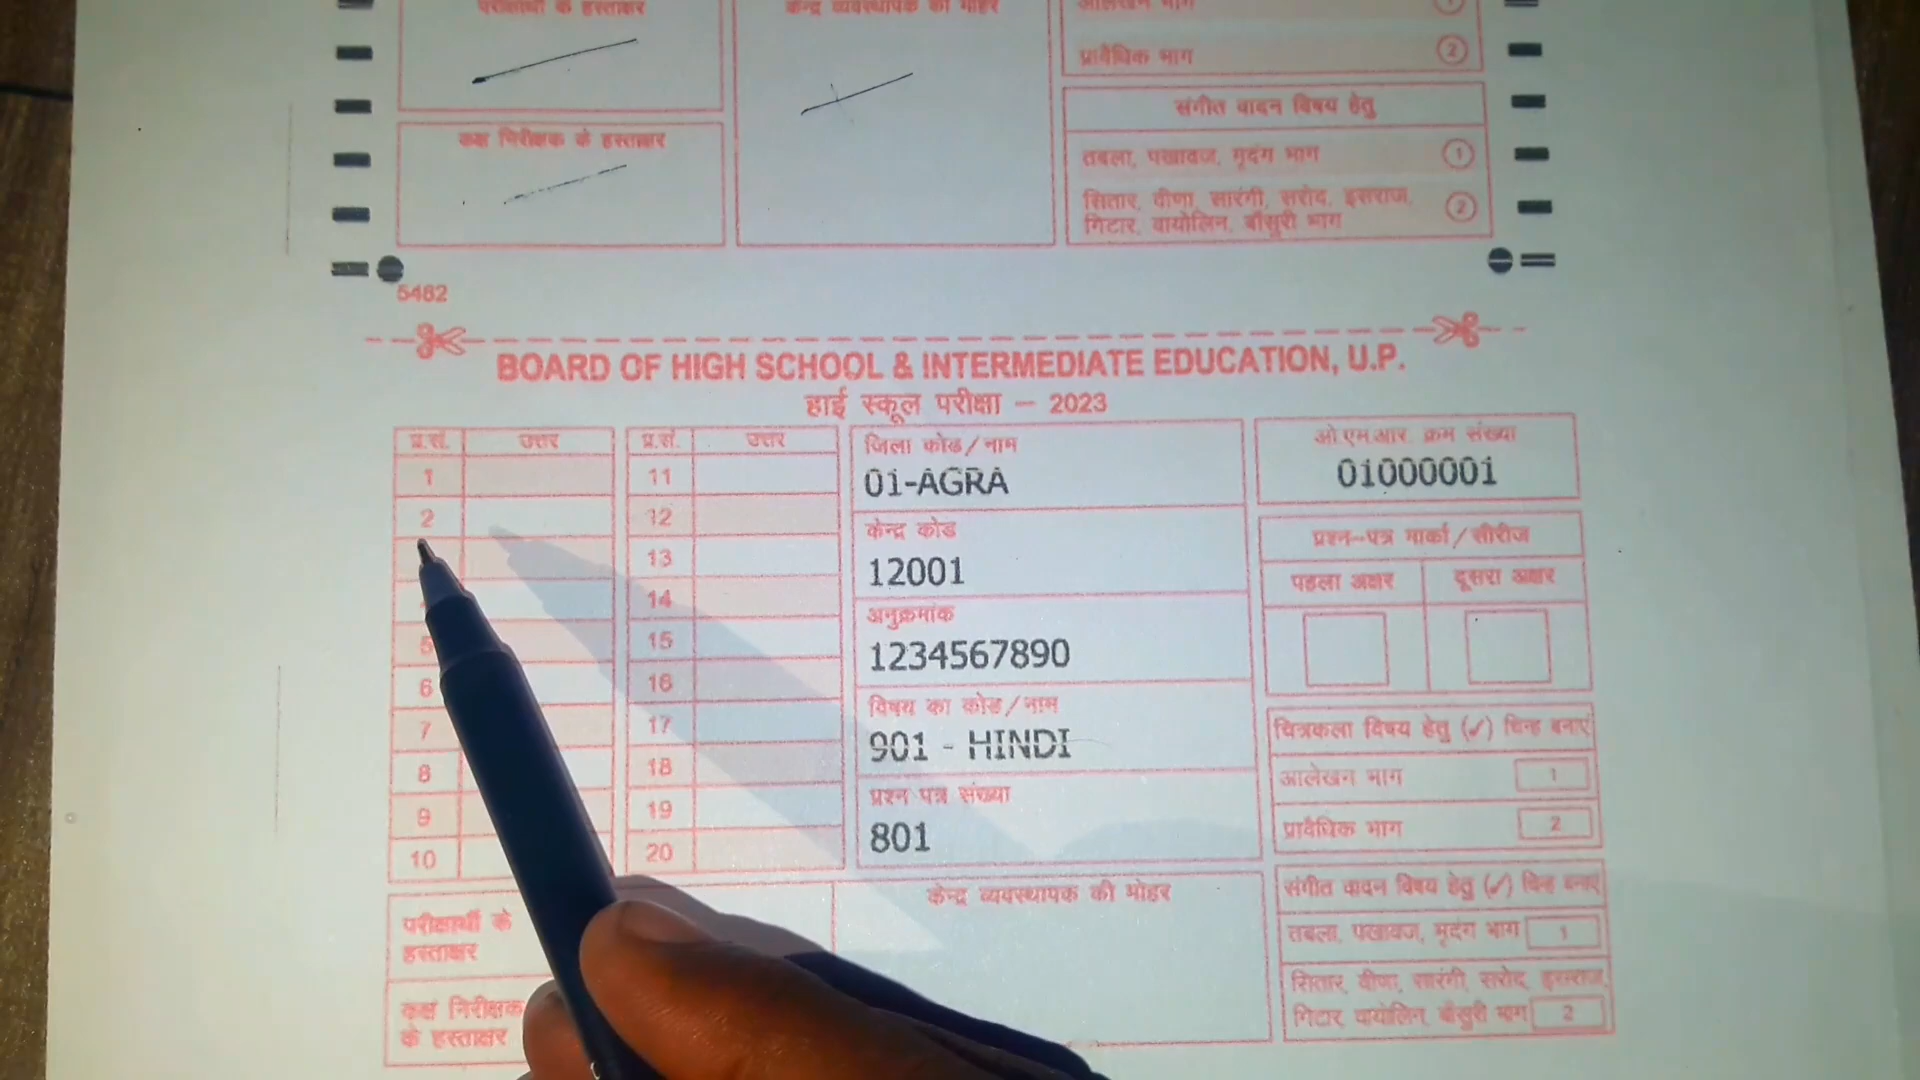 परीक्षार्थी के हस्ताक्षर
केन्द्र व्यवस्थापक की मोहर
आलेखन भाग 1
प्रावैधिक भाग 2
कक्ष निरीक्षक के हस्ताक्षर
संगीत वादन विषय हेतु
तबला, पखावज, मृदंग भाग 1
सितार, वीणा, सारंगी, सरोद, इसराज,
गिटार, वायोलिन, बाँसुरी भाग 2
5462
BOARD OF HIGH SCHOOL & INTERMEDIATE EDUCATION, U.P.
हाई स्कूल परीक्षा – 2023
प्र.सं. उत्तर
1
2
5
6
7
8
9
10
प्र.सं. उत्तर
11
12
13
14
15
16
17
18
19
20
जिला कोड/नाम
01-AGRA
केन्द्र कोड
12001
अनुक्रमांक
1234567890
विषय का कोड/नाम
901 - HINDI
प्रश्न पत्र संख्या
801
ओ.एम.आर. क्रम संख्या
01000001
प्रश्न-पत्र मार्का/सीरीज
पहला अक्षर दूसरा अक्षर
चित्रकला विषय हेतु (✓) चिन्ह बनाएं
आलेखन भाग 1
प्रावैधिक भाग 2
संगीत वादन विषय हेतु (✓) चिन्ह बनाएं
तबला, पखावज, मृदंग भाग 1
सितार, वीणा, सारंगी, सरोद, इसराज,
गिटार, वायोलिन, बाँसुरी भाग 2
परीक्षार्थी के
हस्ताक्षर
कक्ष निरीक्षक
के हस्ताक्षर
केन्द्र व्यवस्थापक की मोहर